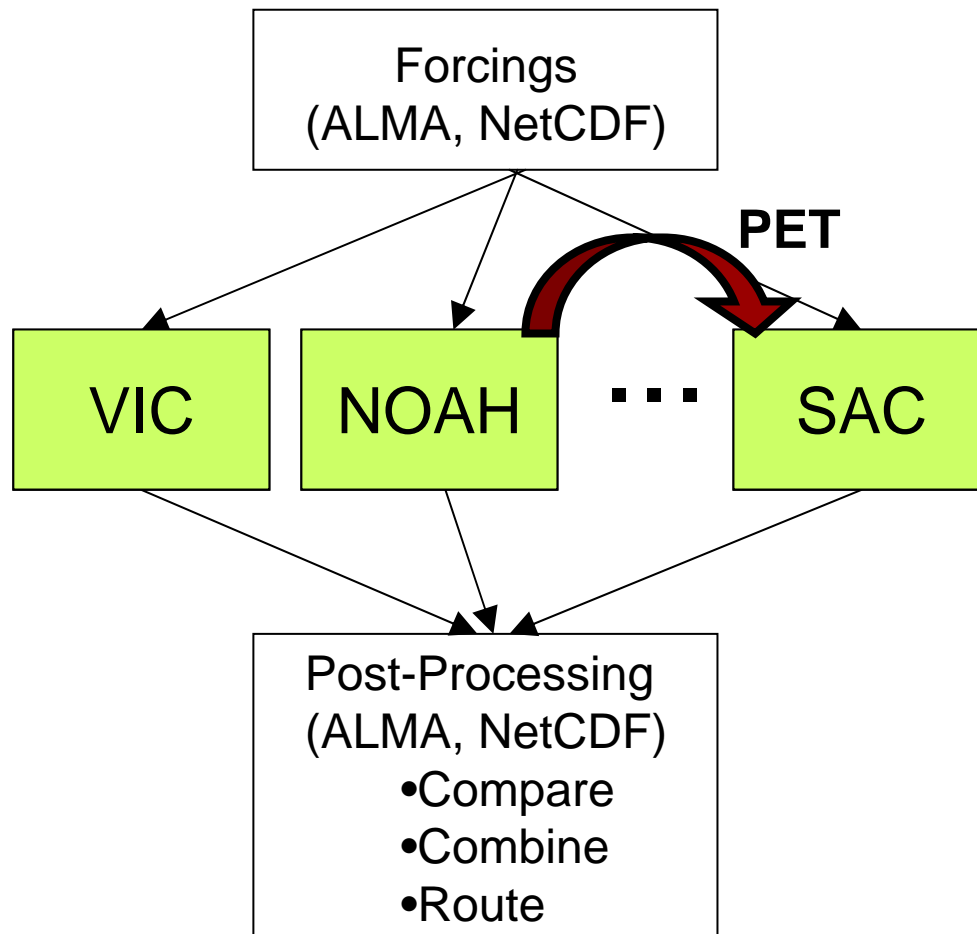 Forcings
(ALMA, NetCDF)
PET
VIC
NOAH
...
SAC
Post-Processing
(ALMA, NetCDF)
•Compare
•Combine
•Route